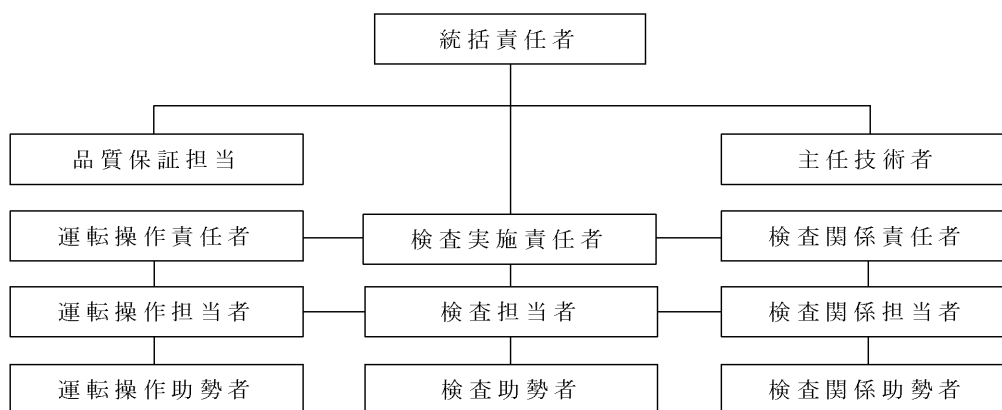 統括責任者
品質保証担当
主任技術者
運転操作責任者
検査実施責任者
検査関係責任者
運転操作担当者
検査担当者
検査関係担当者
運転操作助勢者
検査助勢者
検査関係助勢者